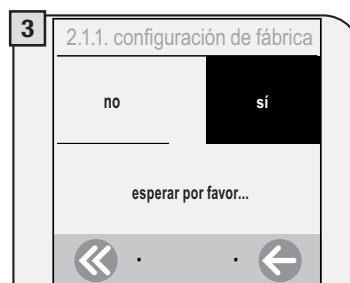 3
2.1.1. configuración de fábrica
no
sí
esperar por favor...